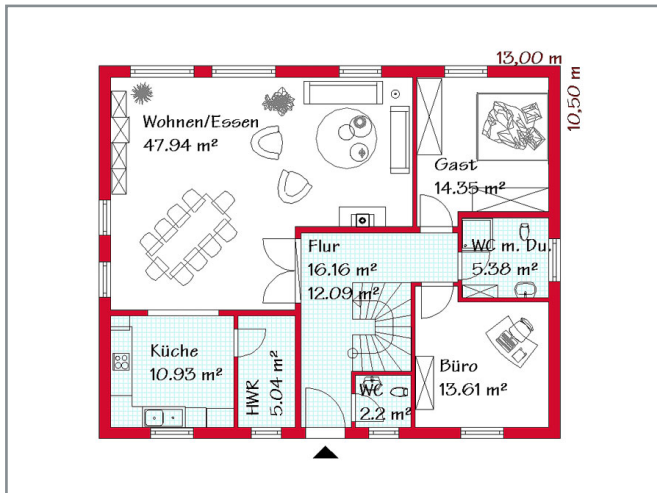 13,00 m
10,50 m
Wohnen/Essen
47.94 m²
Gast
14.35 m²
Flur
16.16 m²
12.09 m²
WC m. Du.
5.38 m²
Küche
10.93 m²
HWR
5.04 m²
WC
2.2 m²
Büro
13.61 m²